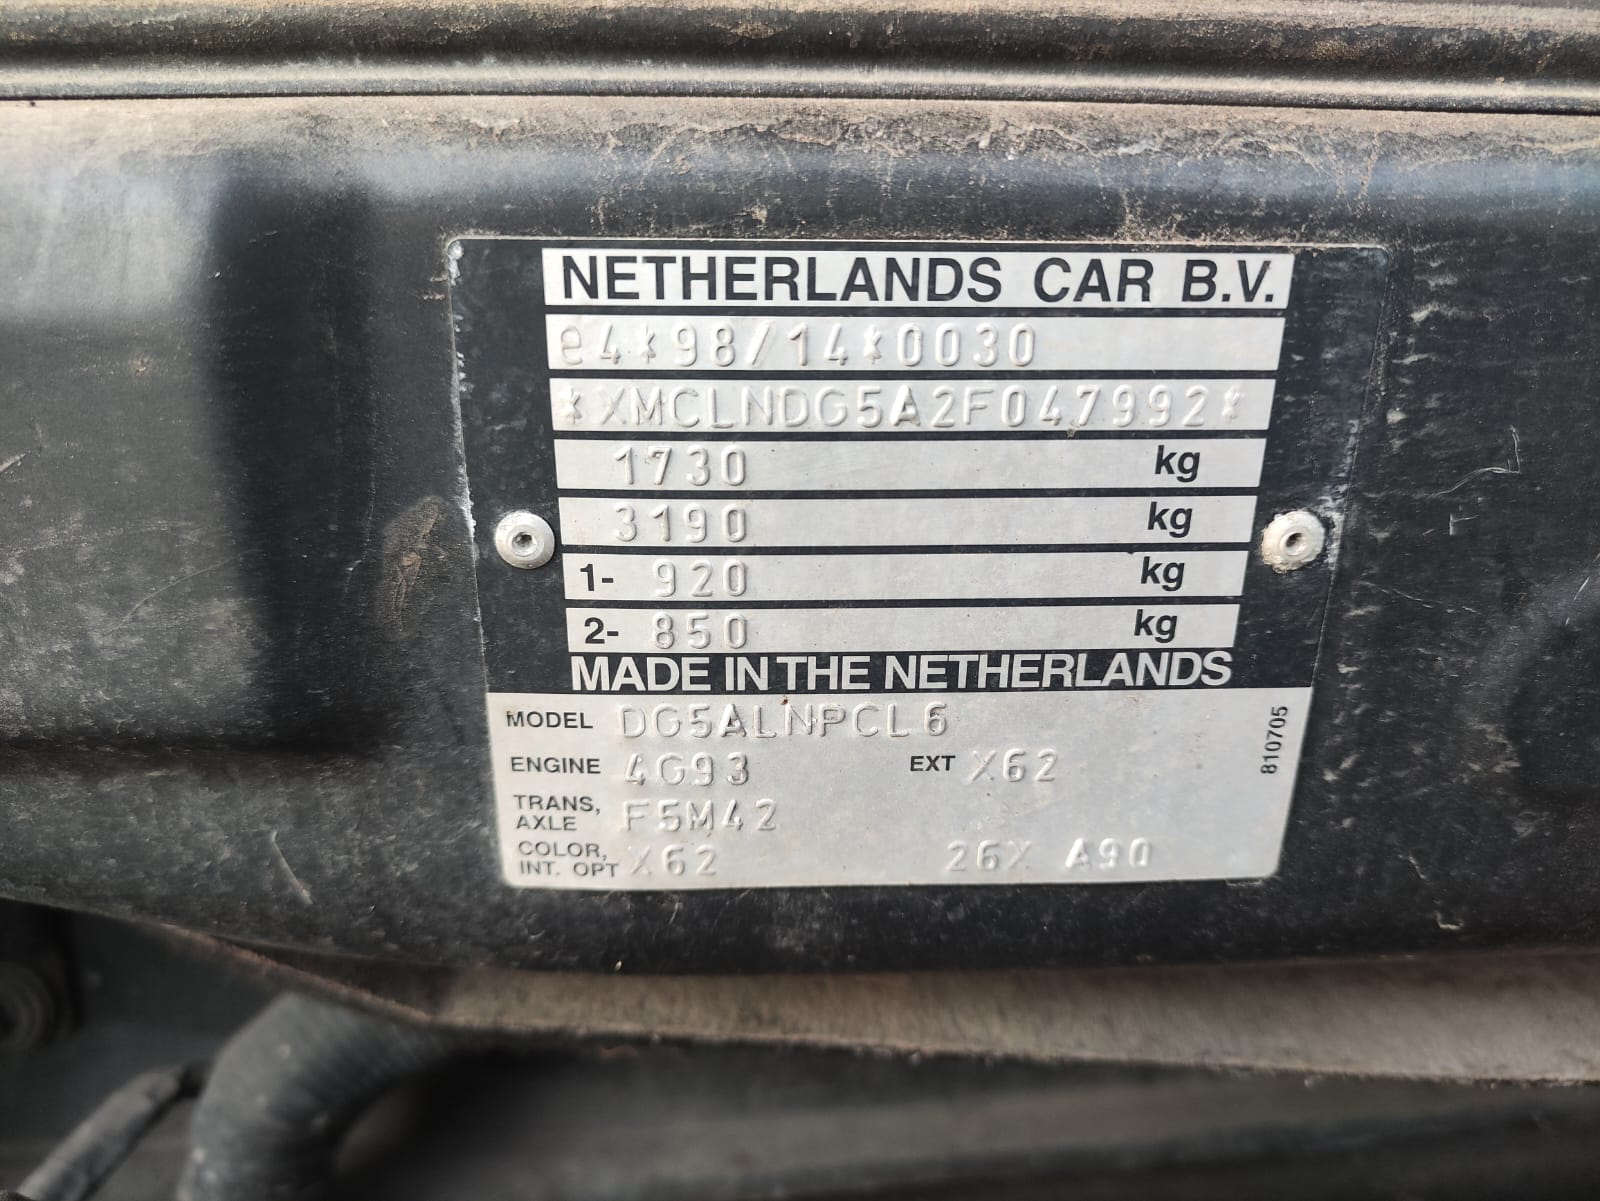 NETHERLANDS CAR B.V.
e4*98/14*0030
*XMCLNDG5A2F047992*
1730 kg
3190 kg
1- 920 kg
2- 850 kg
MADE IN THE NETHERLANDS
MODEL DG5ALNPCL6
ENGINE 4G93 EXT X62
TRANS, AXLE F5M42
COLOR, INT. OPT X62 26X A90
810705